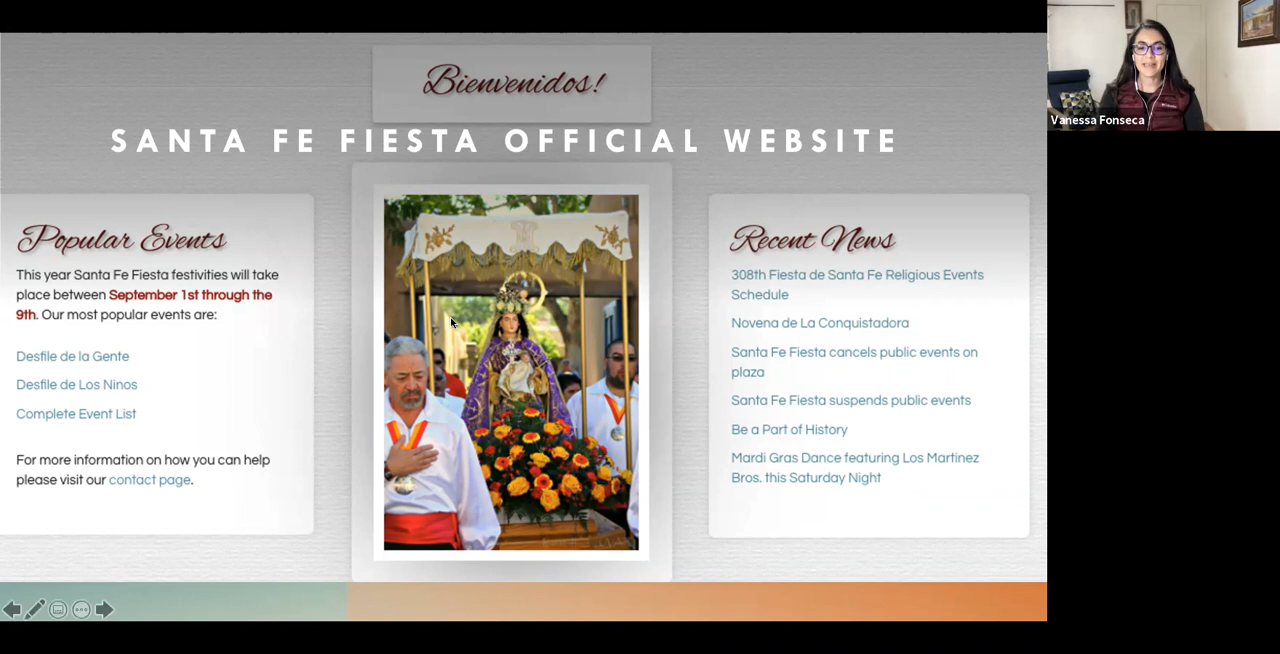 Bienvenidos!
SANTA FE FIESTA OFFICIAL WEBSITE
Popular Events
This year Santa Fe Fiesta festivities will take
place between September 1st through the
9th. Our most popular events are:
Desfile de la Gente
Desfile de Los Ninos
Complete Event List
For more information on how you can help
please visit our contact page.
Recent News
308th Fiesta de Santa Fe Religious Events
Schedule
Novena de La Conquistadora
Santa Fe Fiesta cancels public events on
plaza
Santa Fe Fiesta suspends public events
Be a Part of History
Mardi Gras Dance featuring Los Martinez
Bros. this Saturday Night
Vanessa Fonseca